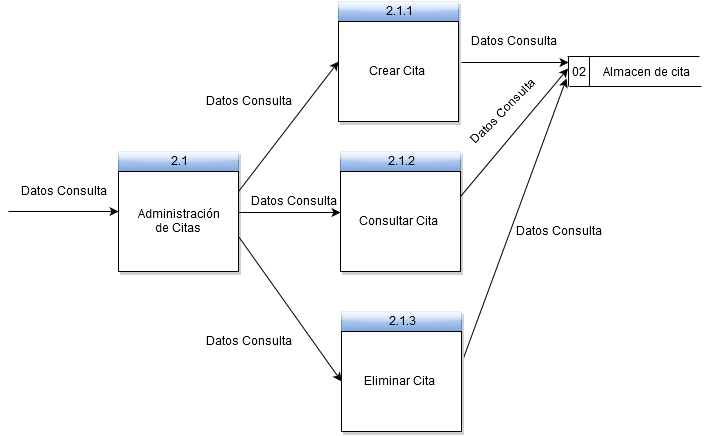 2.1.1
Crear Cita
Datos Consulta
02
Almacen de cita
Datos Consulta
Datos Consulta
2.1
Administración
de Citas
Datos Consulta
Datos Consulta
2.1.2
Consultar Cita
Datos Consulta
Datos Consulta
2.1.3
Eliminar Cita